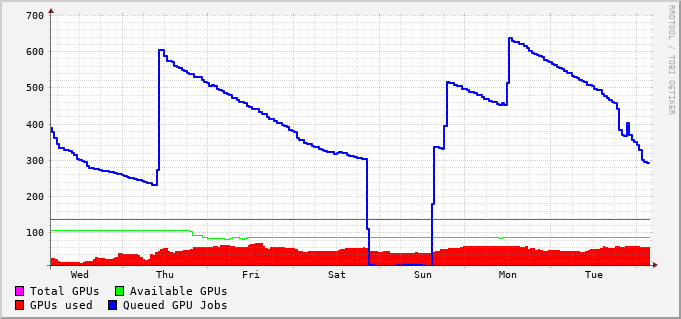 700
600
500
400
300
200
100
Wed Thu Fri Sat Sun Mon Tue
Total GPUs Available GPUs
GPUs used Queued GPU Jobs
RRDTOOL / TOBI OETIKER